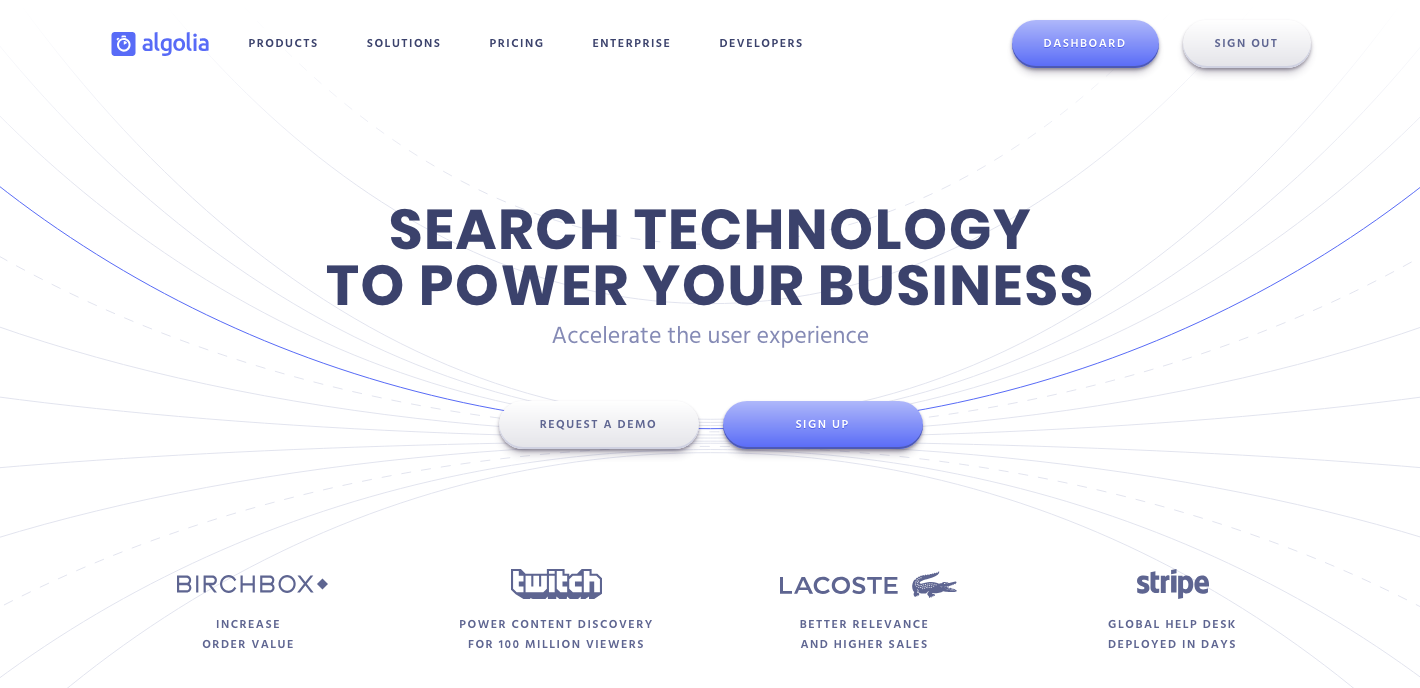 algolia PRODUCTS SOLUTIONS PRICING ENTERPRISE DEVELOPERS DASHBOARD SIGN OUT
SEARCH TECHNOLOGY
TO POWER YOUR BUSINESS
Accelerate the user experience
REQUEST A DEMO SIGN UP
BIRCHBOX
INCREASE
ORDER VALUE
twitch
POWER CONTENT DISCOVERY
FOR 100 MILLION VIEWERS
LACOSTE
BETTER RELEVANCE
AND HIGHER SALES
stripe
GLOBAL HELP DESK
DEPLOYED IN DAYS